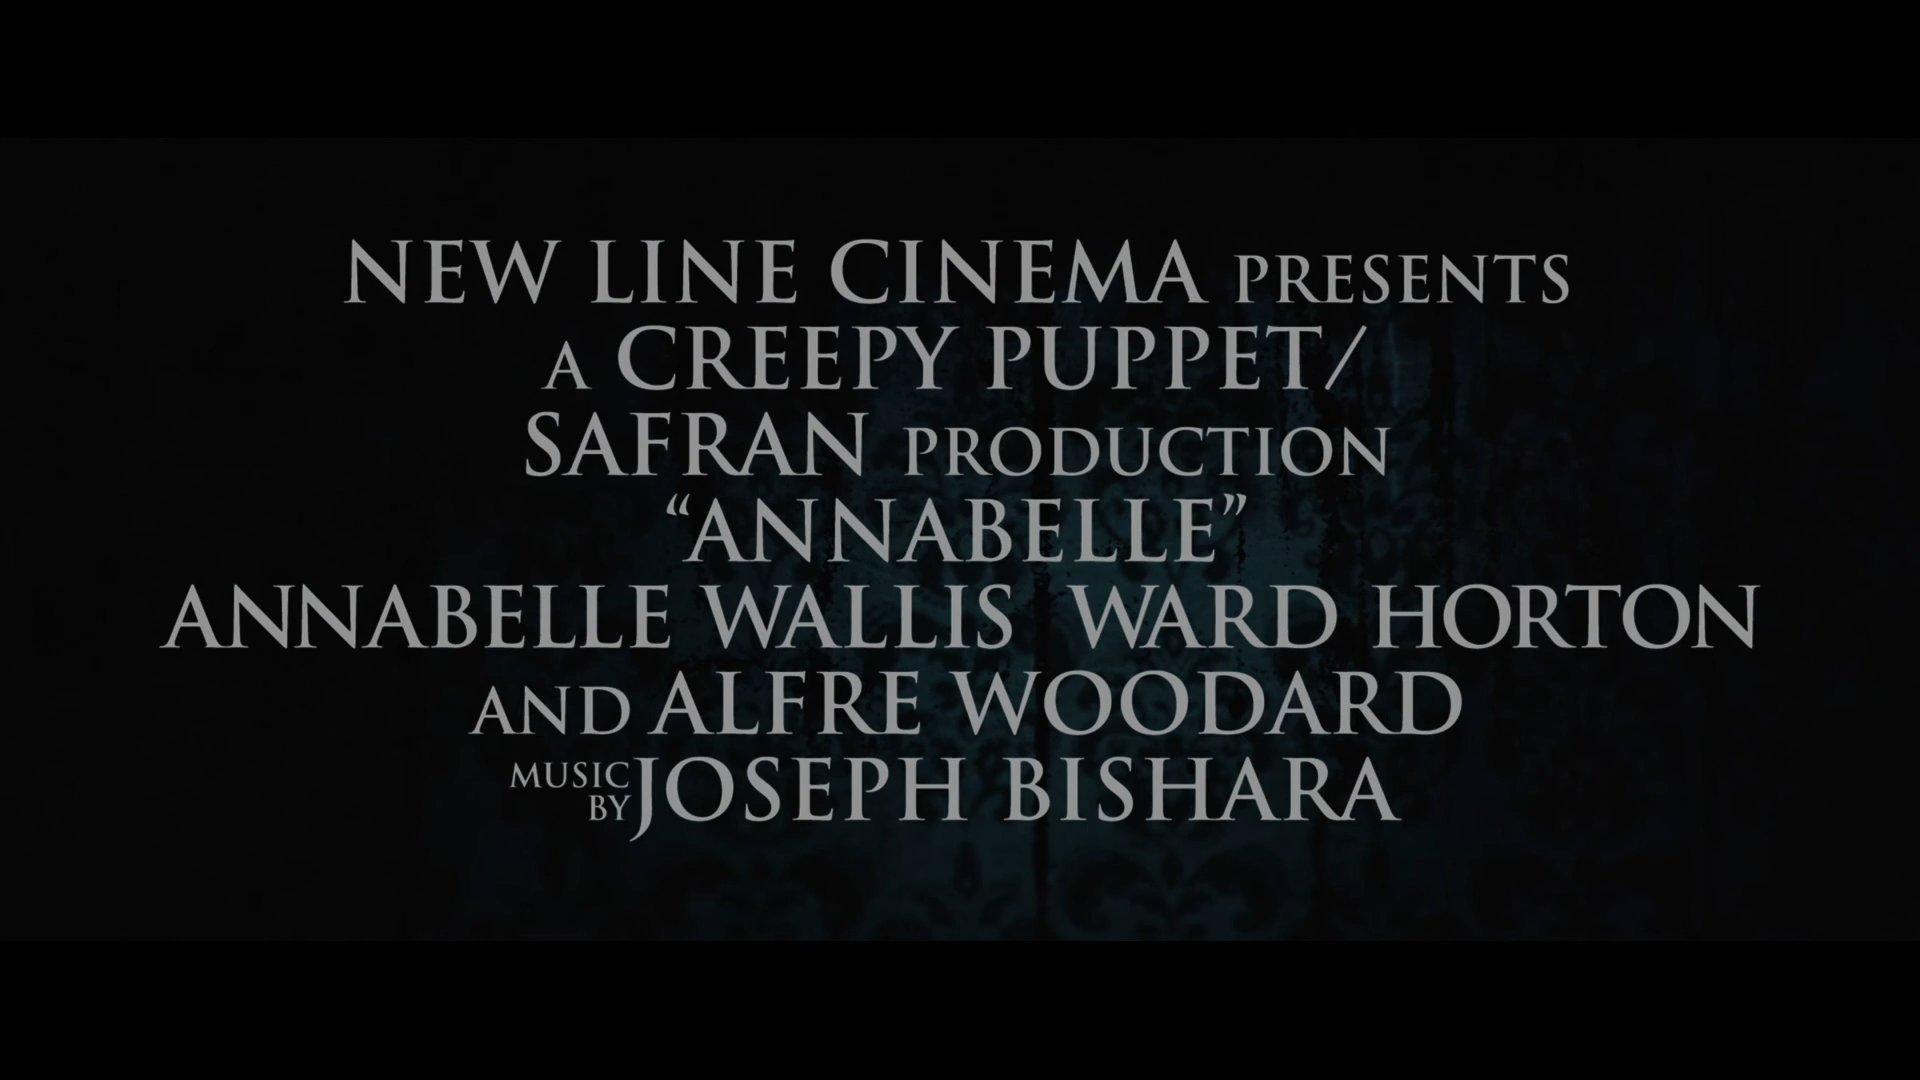 NEW LINE CINEMA PRESENTS
A CREEPY PUPPET/
SAFRAN PRODUCTION
“ANNABELLE”
ANNABELLE WALLIS WARD HORTON
AND ALFRE WOODARD
MUSIC BY JOSEPH BISHARA